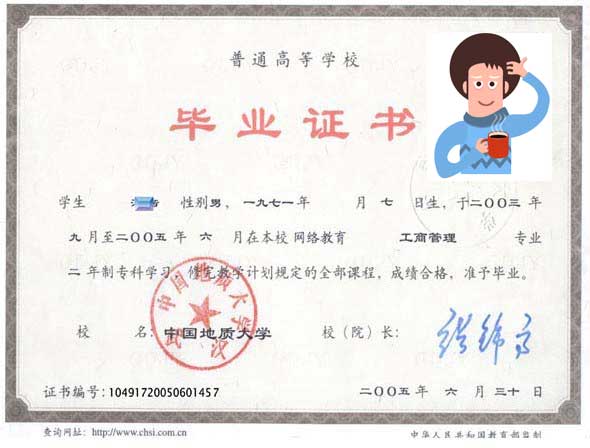 普通高等学校
毕业证书
学生 性别男，一九七一年 月七日生，于二〇〇三年
九月至二〇〇五年六月在本校网络教育 工商管理 专业
二年制专科学习，修完教学计划规定的全部课程，成绩合格，准予毕业。
校 名：中国地质大学 校（院）长：
中国地质大学
武汉
证书编号：10491720050601457 二〇〇五年六月三十日
查询网址：http://www.chsi.com.cn 中华人民共和国教育部监制